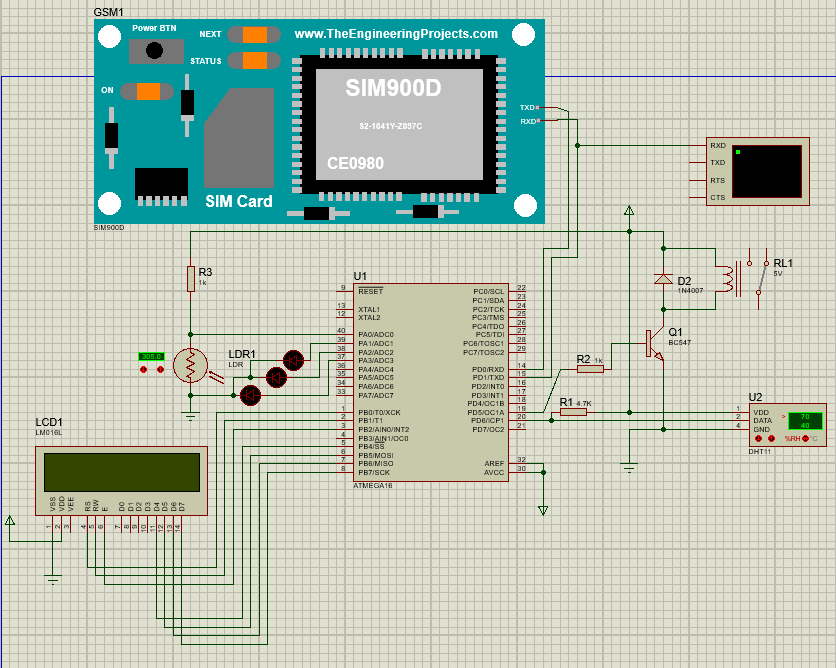 GSM1
Power BTN
NEXT
www.TheEngineeringProjects.com
STATUS
ON
SIM900D
S2-1041Y-Z097C
CE0980
SIM Card
SIM900D
TXD
RXD
RXD
TXD
RTS
CTS
R3
1k
LDR1
LDR
U1
9 RESET
13 XTAL1
12 XTAL2
40 PA0/ADC0
39 PA1/ADC1
38 PA2/ADC2
37 PA3/ADC3
36 PA4/ADC4
35 PA5/ADC5
34 PA6/ADC6
33 PA7/ADC7
1 PB0/T0/XCK
2 PB1/T1
3 PB2/AIN0/INT2
4 PB3/AIN1/OC0
5 PB4/SS
6 PB5/MOSI
7 PB6/MISO
8 PB7/SCK
PC0/SCL 22
PC1/SDA 23
PC2/TCK 24
PC3/TMS 25
PC4/TDO 26
PC5/TDI 27
PC6/TOSC1 28
PC7/TOSC2 29
PD0/RXD 14
PD1/TXD 15
PD2/INT0 16
PD3/INT1 17
PD4/OC1B 18
PD5/OC1A 19
PD6/ICP1 20
PD7/OC2 21
AREF 32
AVCC 30
ATMEGA16
D2
1N4007
RL1
5V
Q1
BC547
R2 1k
R1 4.7K
U2
1 VDD
2 DATA
4 GND
> 70
40
%RH °C
DHT11
LCD1
LM016L
VSS VDD VEE RS RW E D0 D1 D2 D3 D4 D5 D6 D7
1 2 3 4 5 6 7 8 9 10 11 12 13 14